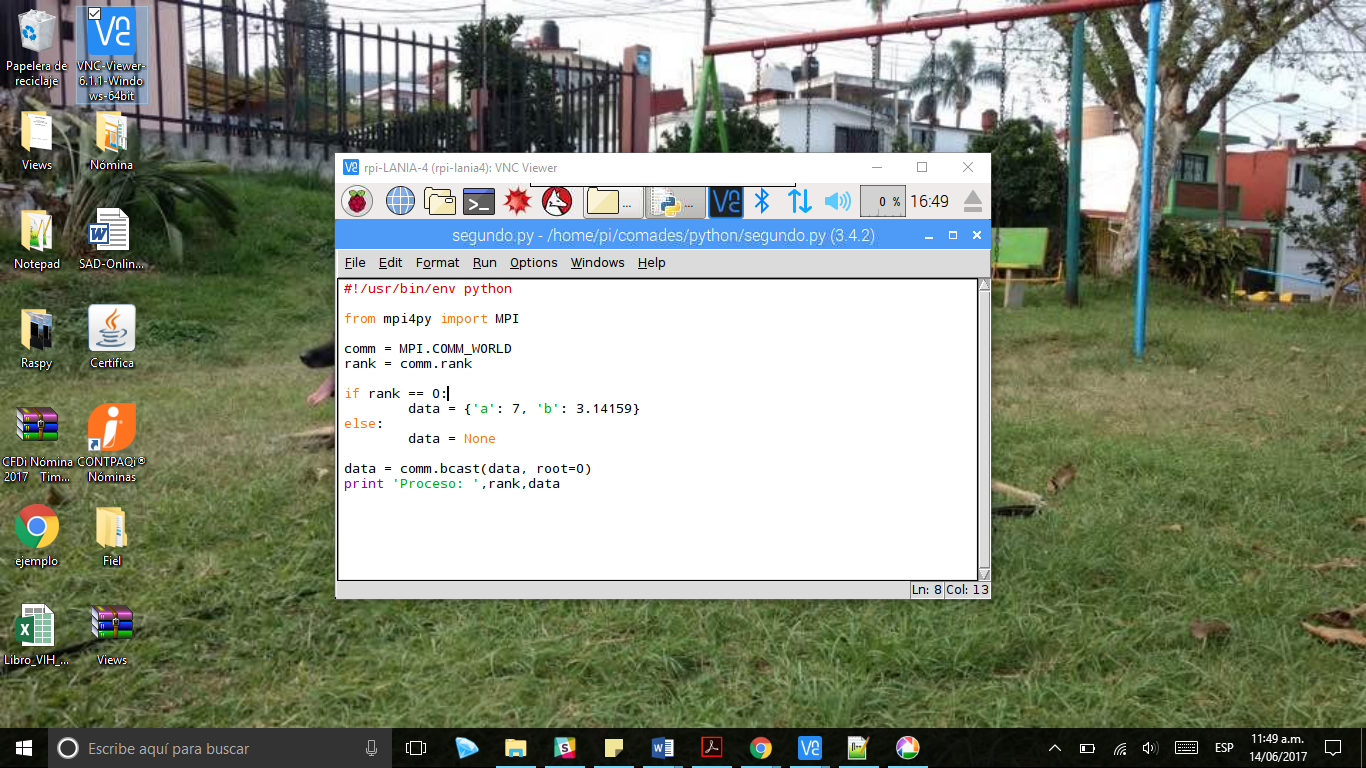 Papelera de
reciclaje
VNC-Viewer-
6.1.1-Windo
ws-64bit
Views
Nómina
Notepad
SAD-Onlin...
Raspy
Certifica
CFDi Nómina
2017 Tim...
CONTPAQi®
Nóminas
ejemplo
Fiel
Libro_VIH_...
Views
rpi-LANIA-4 (rpi-lania4): VNC Viewer
... ... 0 % 16:49
segundo.py - /home/pi/comades/python/segundo.py (3.4.2)
File Edit Format Run Options Windows Help
#!/usr/bin/env python
from mpi4py import MPI
comm = MPI.COMM_WORLD
rank = comm.rank
if rank == 0:
data = {'a': 7, 'b': 3.14159}
else:
data = None
data = comm.bcast(data, root=0)
print 'Proceso: ',rank,data
Ln: 8 Col: 13
Escribe aquí para buscar
ESP
11:49 a.m.
14/06/2017